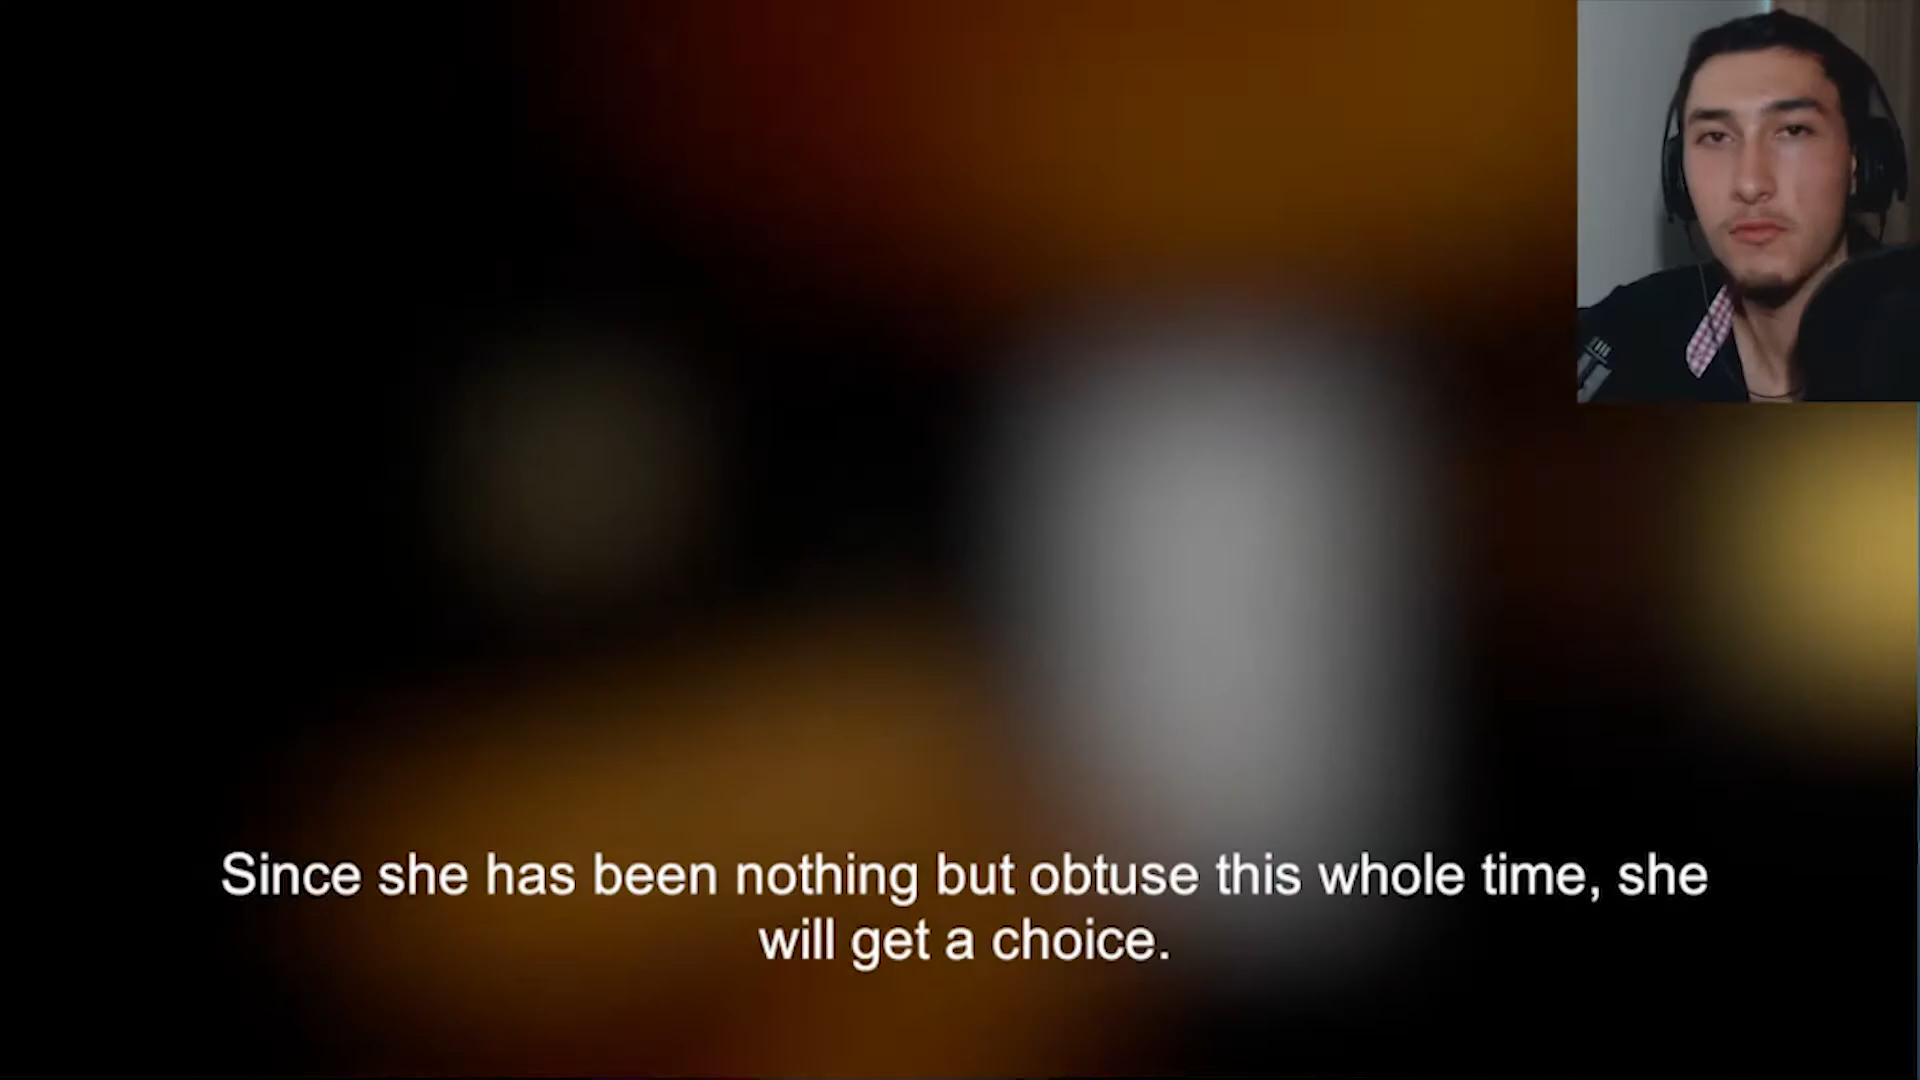 Since she has been nothing but obtuse this whole time, she
will get a choice.